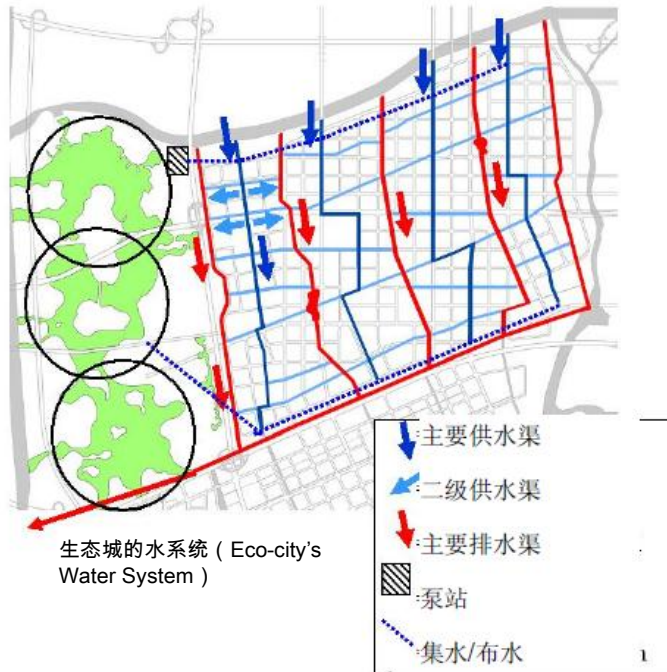 生态城的水系统（Eco-city's
Water System）
主要供水渠
二级供水渠
主要排水渠
泵站
集水/布水